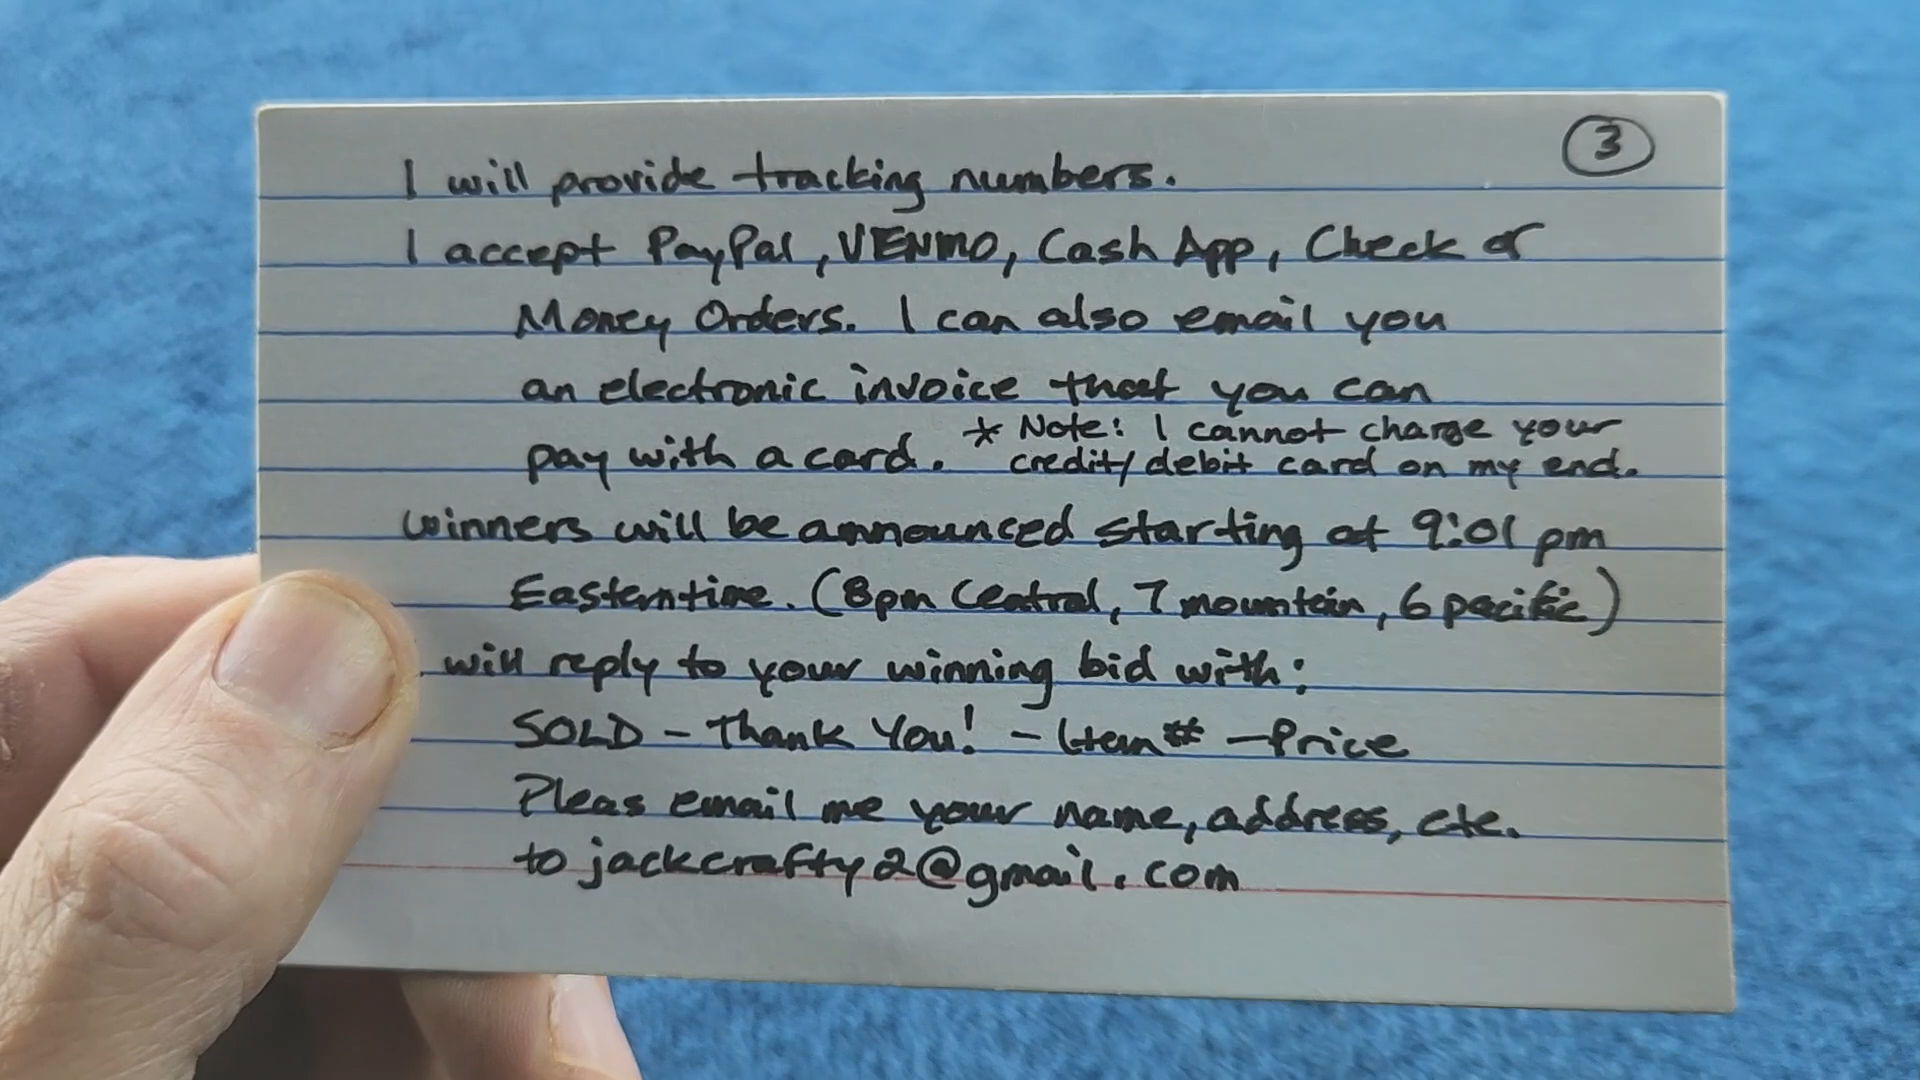 3
I will provide tracking numbers.
I accept PayPal, VENMO, Cash App, Check or
Money Orders. I can also email you
an electronic invoice that you can
pay with a card. * Note: I cannot charge your
credit/debit card on my end.
Winners will be announced starting at 9:01 pm
Eastern time. (8pm Central, 7 mountain, 6 pacific)
will reply to your winning bid with:
SOLD - Thank You! - Item # - Price
Pleas email me your name, address, etc.
to jackcrafty2@gmail.com